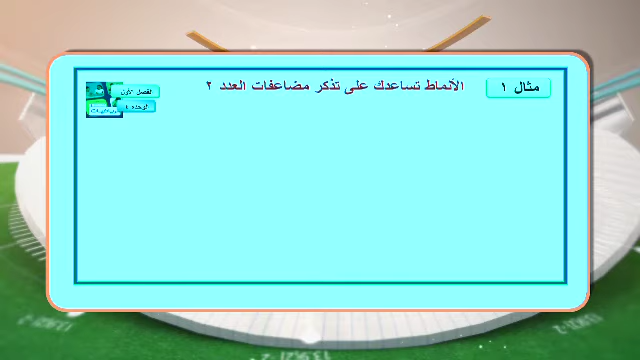 مثال ١
الأنماط تساعدك على تذكر مضاعفات العدد ٢
الفصل الأول